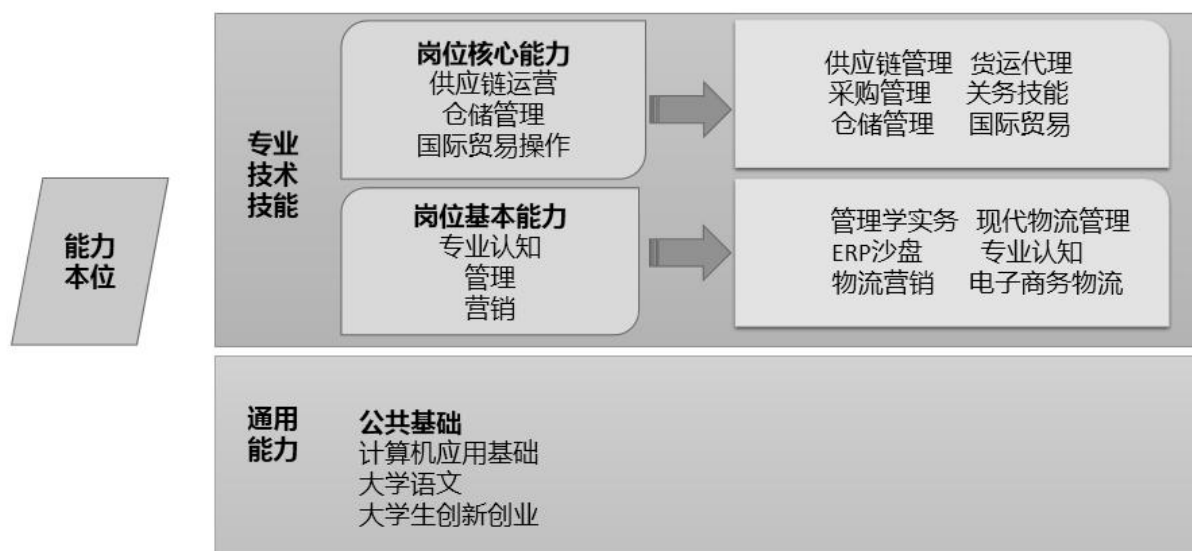 能力
本位
专业
技术
技能
岗位核心能力
供应链运营
仓储管理
国际贸易操作
供应链管理 货运代理
采购管理 关务技能
仓储管理 国际贸易
岗位基本能力
专业认知
管理
营销
管理学实务 现代物流管理
ERP沙盘 专业认知
物流营销 电子商务物流
通用
能力
公共基础
计算机应用基础
大学语文
大学生创新创业